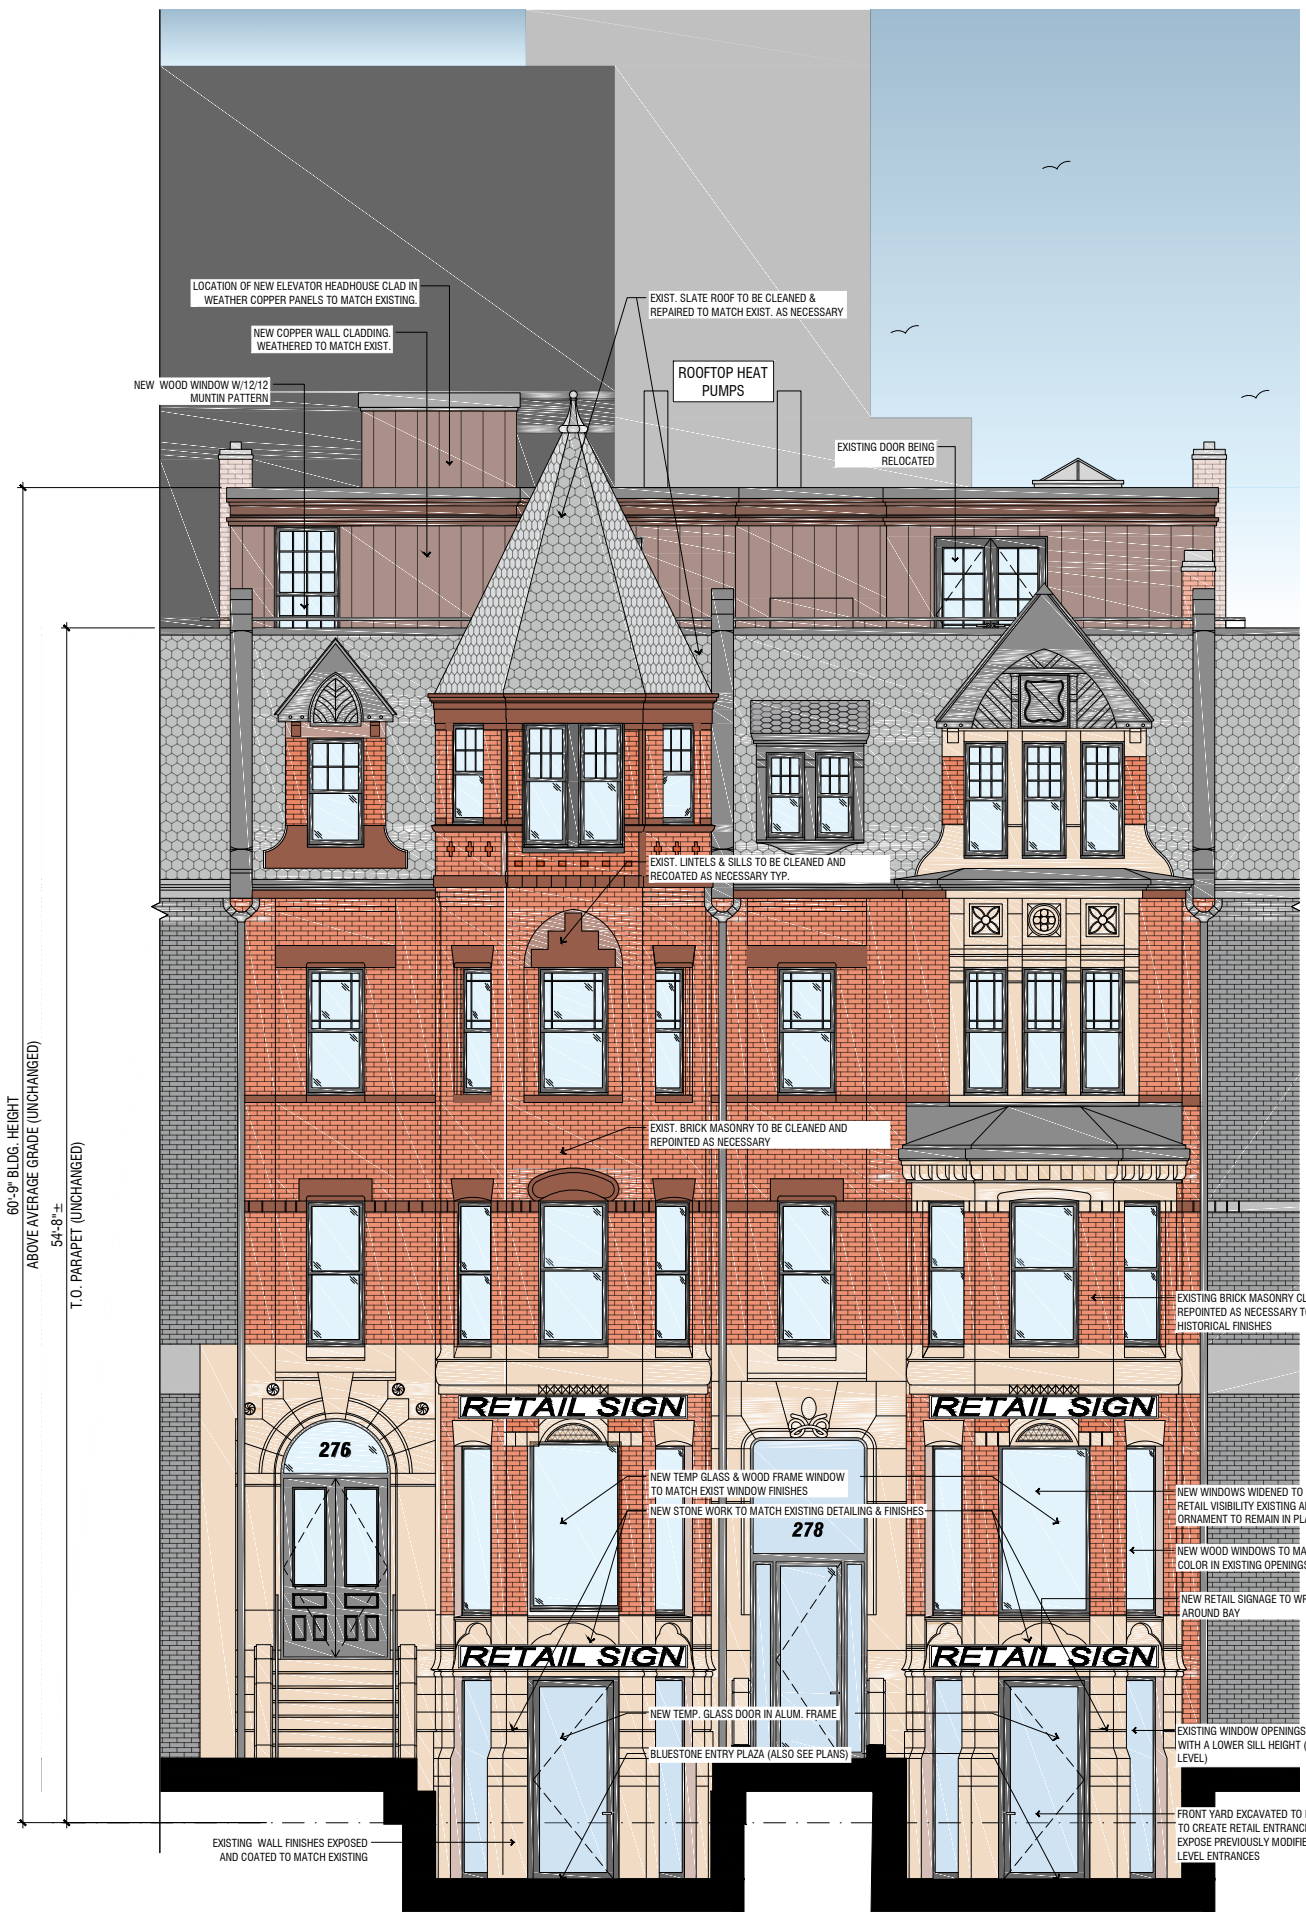 LOCATION OF NEW ELEVATOR HEADHOUSE CLAD IN
WEATHER COPPER PANELS TO MATCH EXISTING.
EXIST. SLATE ROOF TO BE CLEANED &
REPAIRED TO MATCH EXIST. AS NECESSARY
NEW COPPER WALL CLADDING.
WEATHERED TO MATCH EXIST.
ROOFTOP HEAT
PUMPS
NEW WOOD WINDOW W/12/12
MUNTIN PATTERN
EXISTING DOOR BEING
RELOCATED
EXIST. LINTELS & SILLS TO BE CLEANED AND
RECOATED AS NECESSARY TYP.
60'-9" BLDG. HEIGHT
ABOVE AVERAGE GRADE (UNCHANGED)
54'-8"±
T.O. PARAPET (UNCHANGED)
EXIST. BRICK MASONRY TO BE CLEANED AND
REPOINTED AS NECESSARY
EXISTING BRICK MASONRY CL
REPOINTED AS NECESSARY TO
HISTORICAL FINISHES
RETAIL SIGN
RETAIL SIGN
276
NEW TEMP GLASS & WOOD FRAME WINDOW
TO MATCH EXIST WINDOW FINISHES
NEW STONE WORK TO MATCH EXISTING DETAILING & FINISHES
278
NEW WINDOWS WIDENED TO
RETAIL VISIBILITY EXISTING A
ORNAMENT TO REMAIN IN PLA
NEW WOOD WINDOWS TO MA
COLOR IN EXISTING OPENINGS
NEW RETAIL SIGNAGE TO WR
AROUND BAY
RETAIL SIGN
RETAIL SIGN
NEW TEMP. GLASS DOOR IN ALUM. FRAME
BLUESTONE ENTRY PLAZA (ALSO SEE PLANS)
EXISTING WINDOW OPENINGS
WITH A LOWER SILL HEIGHT (
LEVEL)
EXISTING WALL FINISHES EXPOSED
AND COATED TO MATCH EXISTING
FRONT YARD EXCAVATED TO
TO CREATE RETAIL ENTRANC
EXPOSE PREVIOUSLY MODIFIE
LEVEL ENTRANCES